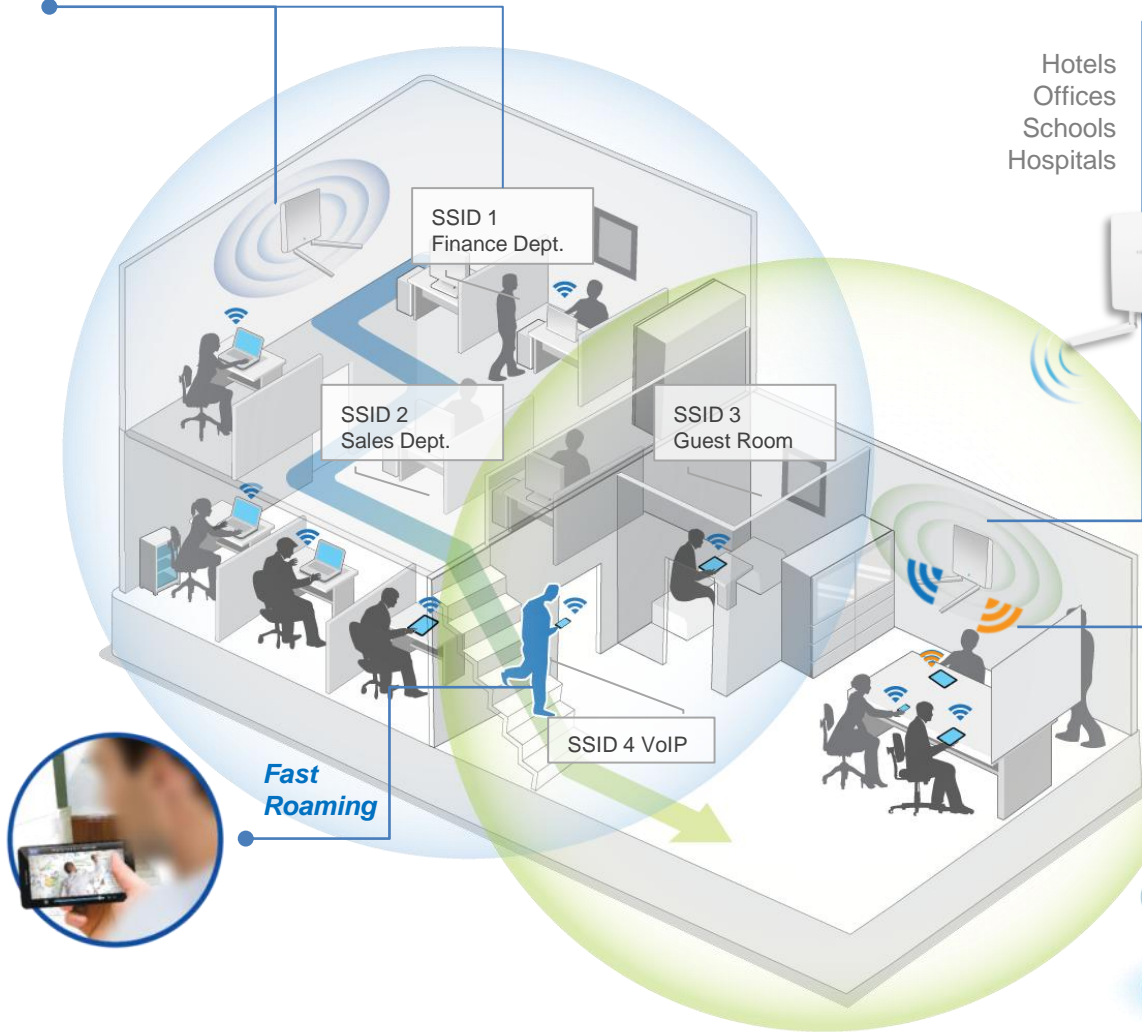 Hotels
Offices
Schools
Hospitals
SSID 1
Finance Dept.
SSID 2
Sales Dept.
SSID 3
Guest Room
SSID 4 VoIP
Fast
Roaming